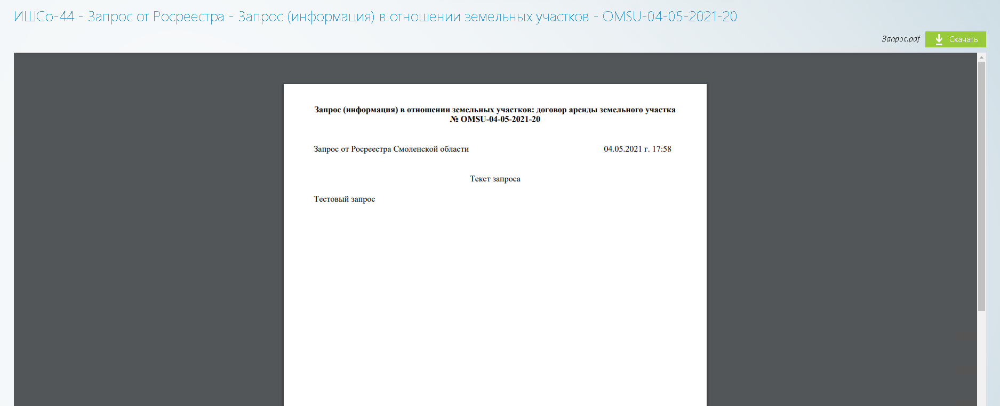 ИШСо-44 - Запрос от Росреестра - Запрос (информация) в отношении земельных участков - OMSU-04-05-2021-20
Запрос.pdf
Скачать
Запрос (информация) в отношении земельных участков: договор аренды земельного участка
№ OMSU-04-05-2021-20
Запрос от Росреестра Смоленской области 04.05.2021 г. 17:58
Текст запроса
Тестовый запрос